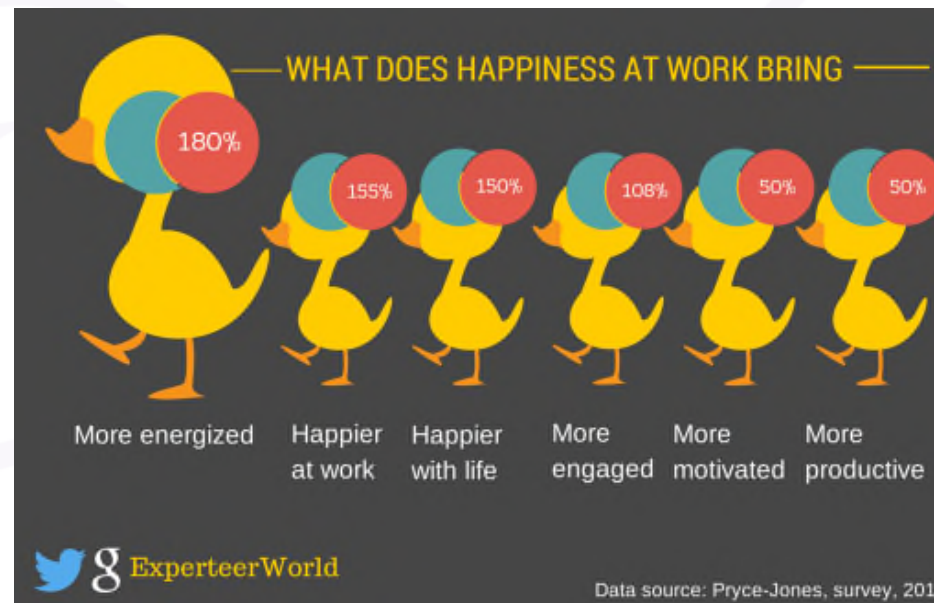 WHAT DOES HAPPINESS AT WORK BRING
180%
155%
150%
108%
50%
50%
More energized
Happier
at work
Happier
with life
More
engaged
More
motivated
More
productive
g ExperteerWorld
Data source: Pryce-Jones, survey, 201